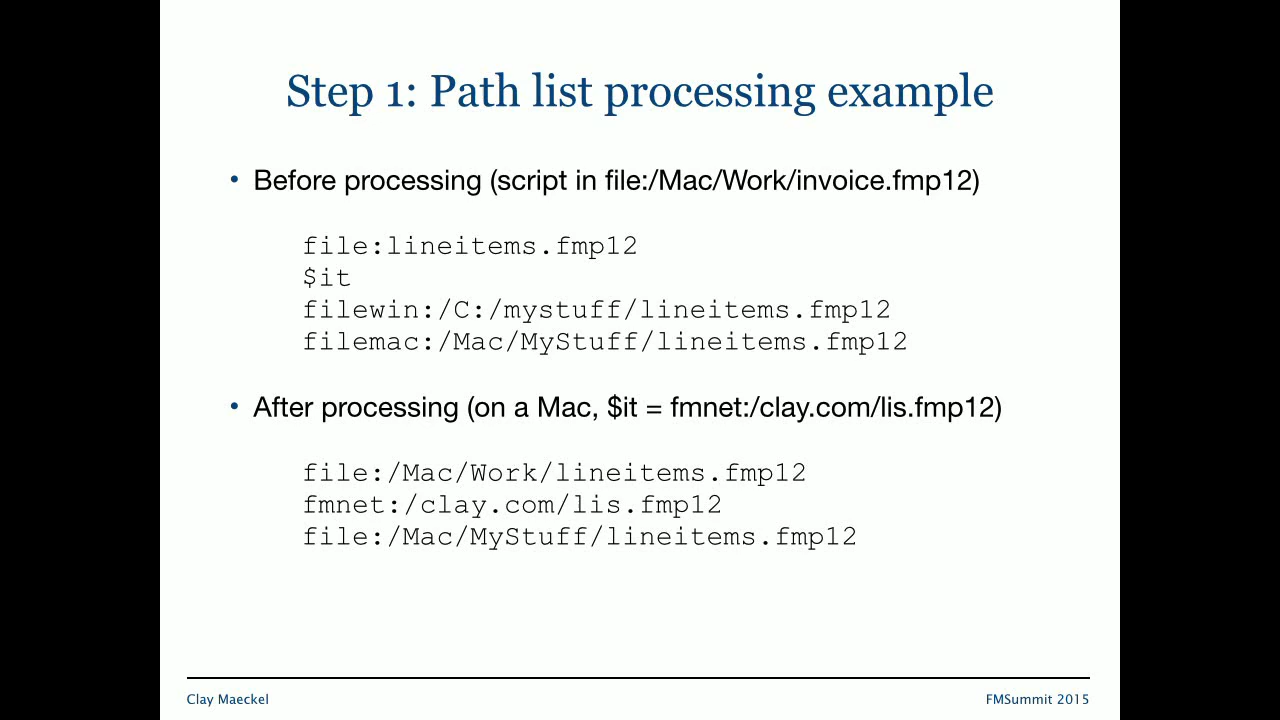 Step 1: Path list processing example
• Before processing (script in file:/Mac/Work/invoice.fmp12)
file:lineitems.fmp12
$it
filewin:/C:/mystuff/lineitems.fmp12
filemac:/Mac/MyStuff/lineitems.fmp12
• After processing (on a Mac, $it = fmnet:/clay.com/lis.fmp12)
file:/Mac/Work/lineitems.fmp12
fmnet:/clay.com/lis.fmp12
file:/Mac/MyStuff/lineitems.fmp12
Clay Maeckel
FMSummit 2015